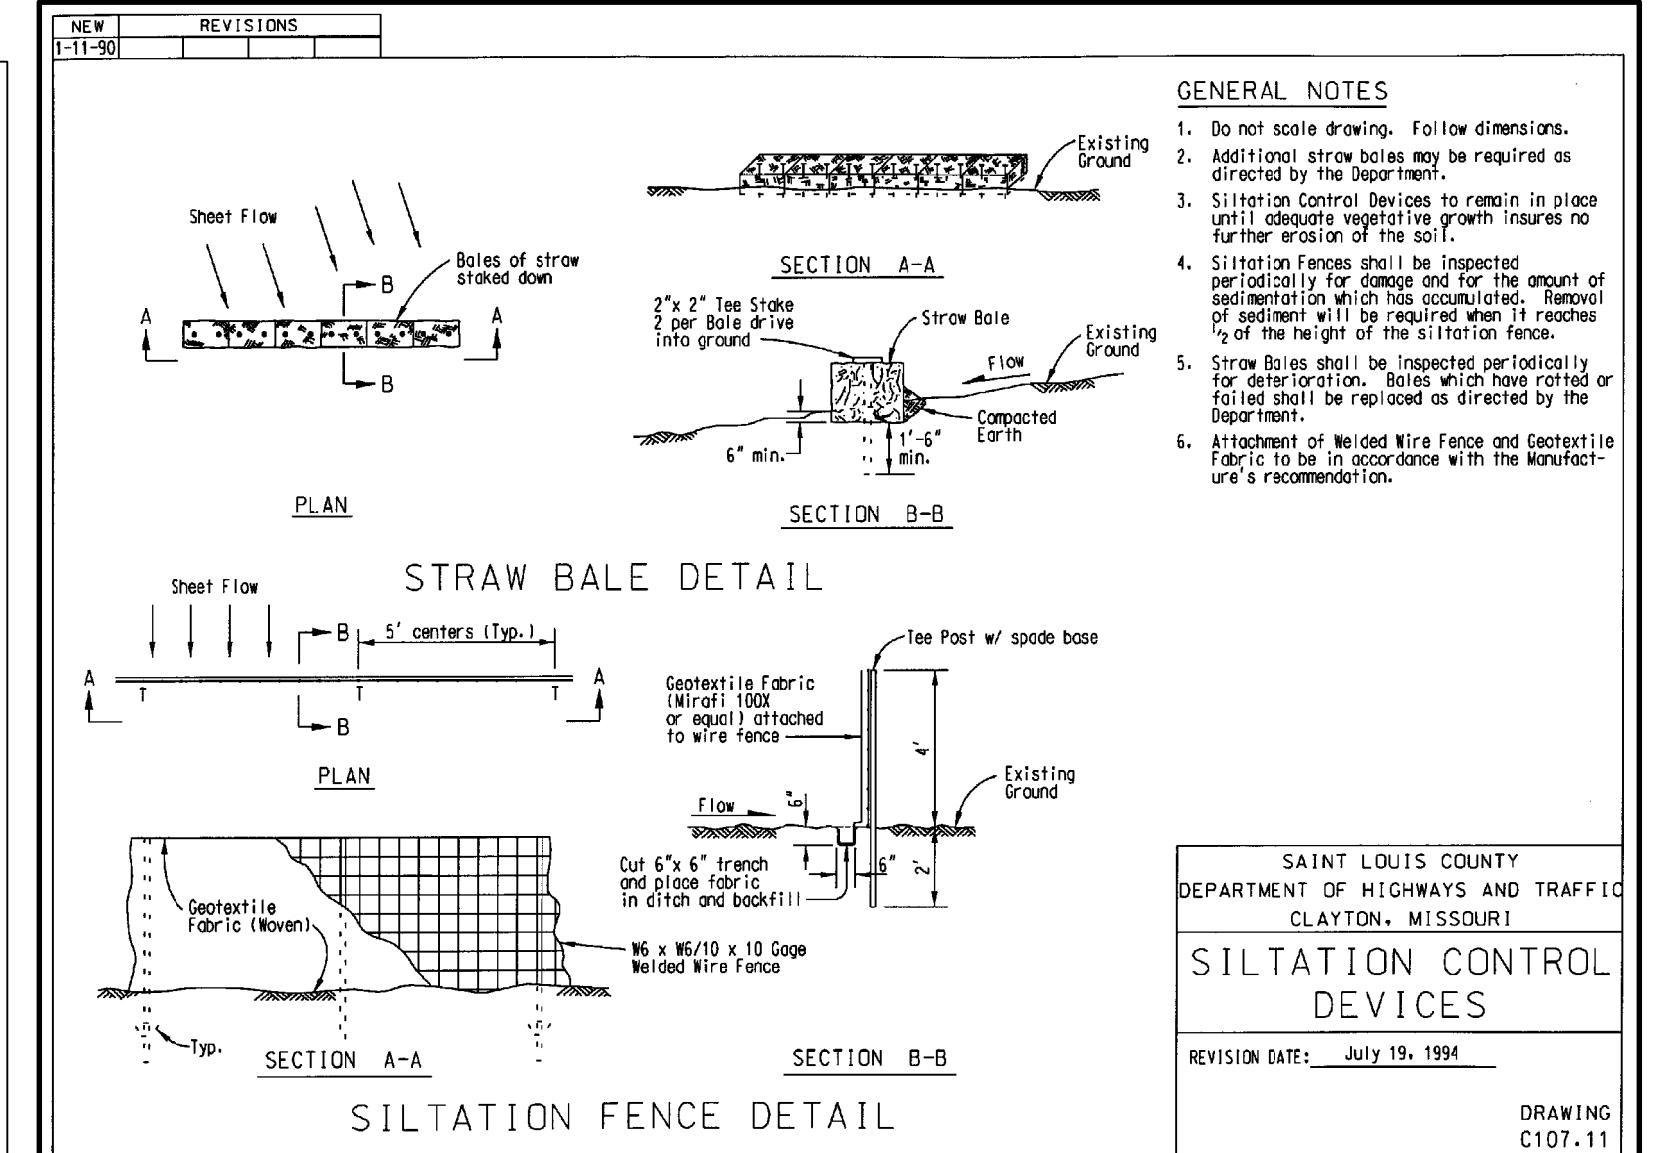 NEW REVISIONS
1-11-90
Sheet Flow
Bales of straw
staked down
B
A A
B
PLAN
Existing
Ground
SECTION A-A
2"x 2" Tee Stake
2 per Bale drive
into ground
Straw Bale
Flow
Existing
Ground
Compacted
Earth
6" min.
1'-6"
min.
SECTION B-B
STRAW BALE DETAIL
Sheet Flow
B
5' centers (Typ.)
A A
T T T
B
PLAN
Geotextile
Fabric (Woven)
W6 x W6/10 x 10 Gage
Welded Wire Fence
Typ.
SECTION A-A
Tee Post w/ spade base
Geotextile Fabric
(Mirafi 100X
or equal) attached
to wire fence
4'
Existing
Ground
Flow
6"
Cut 6"x 6" trench
and place fabric
in ditch and backfill
6"
2'
SECTION B-B
SILTATION FENCE DETAIL
GENERAL NOTES
1. Do not scale drawing. Follow dimensions.
2. Additional straw bales may be required as
directed by the Department.
3. Siltation Control Devices to remain in place
until adequate vegetative growth insures no
further erosion of the soil.
4. Siltation Fences shall be inspected
periodically for damage and for the amount of
sedimentation which has accumulated. Removal
of sediment will be required when it reaches
1/2 of the height of the siltation fence.
5. Straw Bales shall be inspected periodically
for deterioration. Bales which have rotted or
failed shall be replaced as directed by the
Department.
6. Attachment of Welded Wire Fence and Geotextile
Fabric to be in accordance with the Manufact-
ure's recommendation.
SAINT LOUIS COUNTY
DEPARTMENT OF HIGHWAYS AND TRAFFIC
CLAYTON, MISSOURI
SILTATION CONTROL
DEVICES
REVISION DATE: July 19, 1994
DRAWING
C107.11